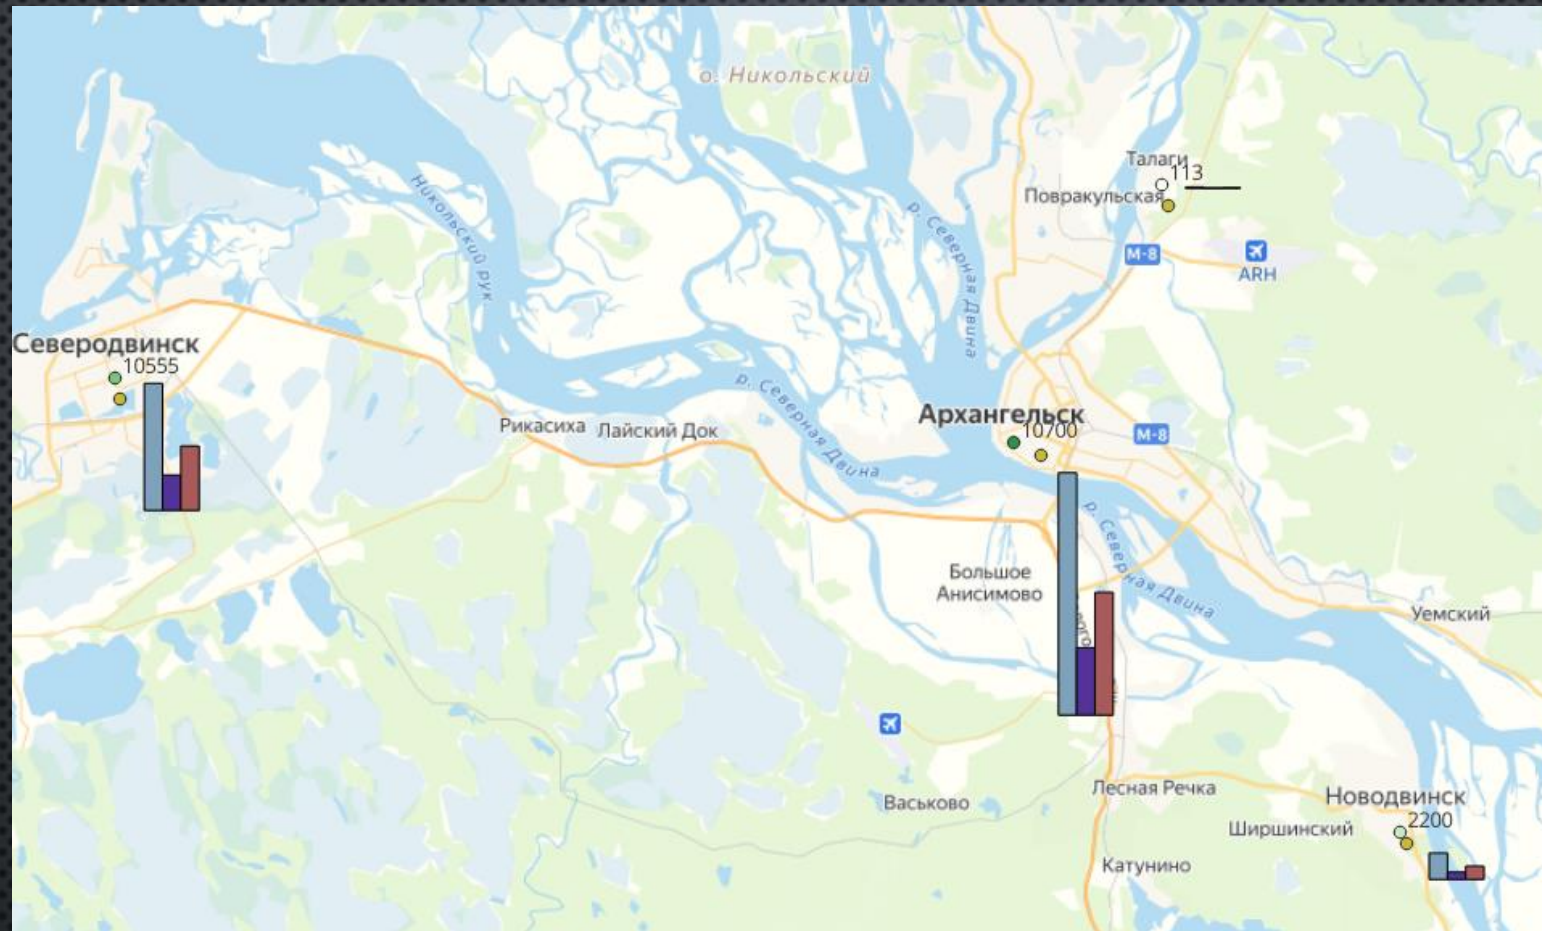 о. Никольский
Талаги
113
Повракульская
Никольский рук
р. Северная Двина
М-8
ARH
Северодвинск
10555
р. Северная Двина
Архангельск
10700
М-8
Рикасиха
Лайский Док
р. Северная Двина
Большое
Анисимово
Уемский
Лесная Речка
Новодвинск
Васьково
2200
Ширшинский
Катунино